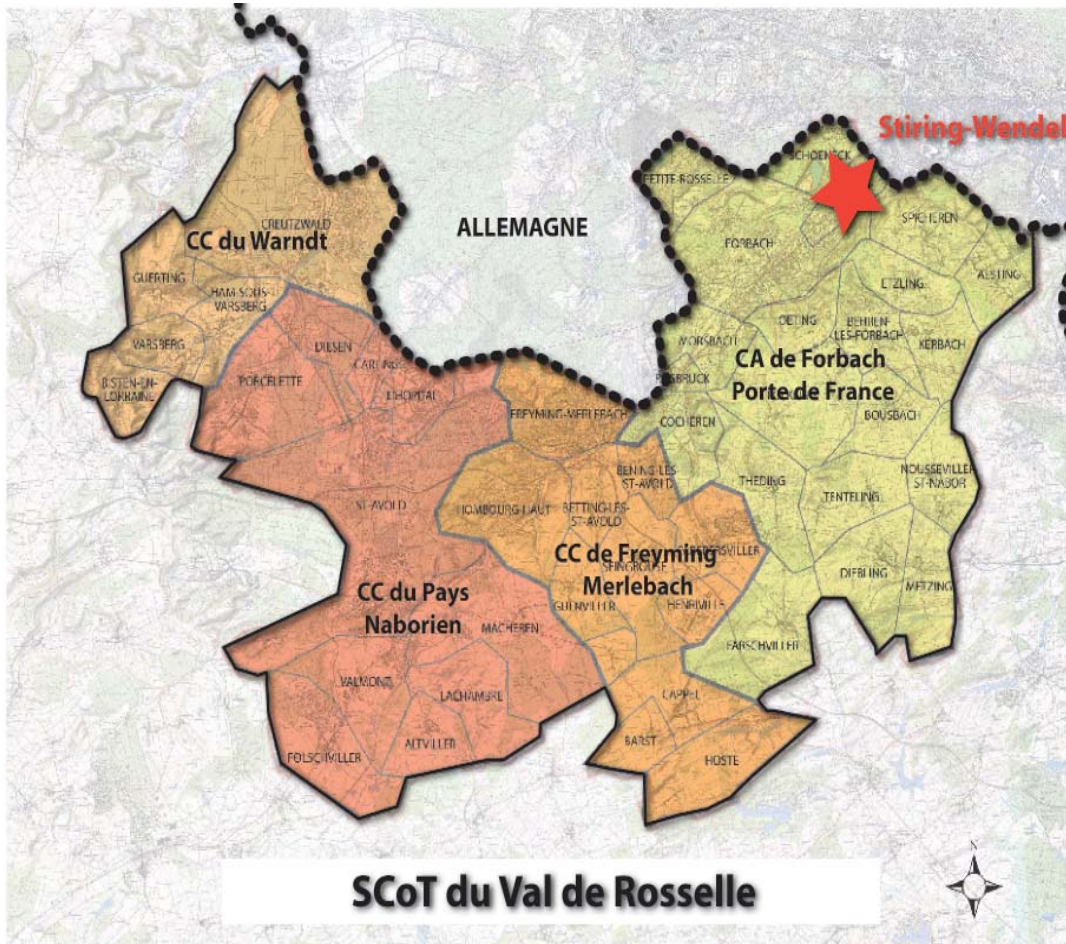 Stiring-Wendel
SCHOENECK
PETITE-ROSSELLE
SPICHEREN
CREUTZWALD
ALLEMAGNE
CC du Warndt
FORBACH
GUERTING
ETZLING
ALSTING
HAM-SOUS-
VARSBERG
OETING
BEHREN-
LES-FORBACH
KERBACH
VARSBERG
DIESEN
MORSBACH
CARLING
CA de Forbach
Porte de France
PORCELETTE
BISTEN-EN-
LORRAINE
L'HOPITAL
FREYMING-MERLEBACH
COCHEREN
BOUSBACH
BENING-LES
ST-AVOLD
THEDING
NOUSSEVILLER
ST-NABOR
TENTELING
ST-AVOLD
HOMBOURG-HAUT
BETTING-LES-
ST-AVOLD
CC de Freyming
Merlebach
SEINGBOUSE
DIEBLING
METZING
CC du Pays
Naborien
GUENVILLER
HENRIVILLE
MACHEREN
FARSCHVILLER
VALMONT
LACHAMBRE
CAPPEL
ALTVILLER
BARST
FOLSCHVILLER
HOSTE
N
SCoT du Val de Rosselle